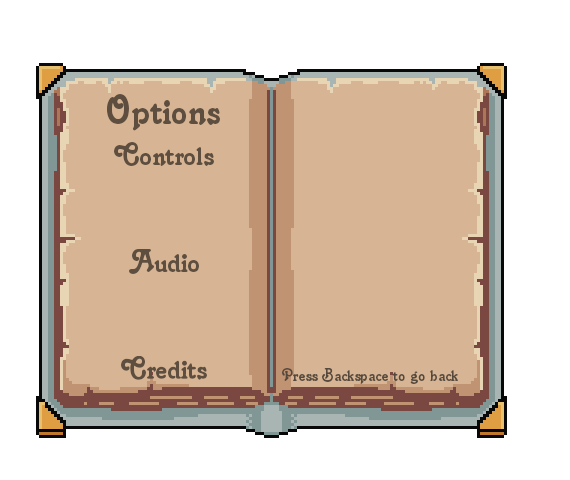 Options
Controls
Audio
Credits
Press Backspace to go back